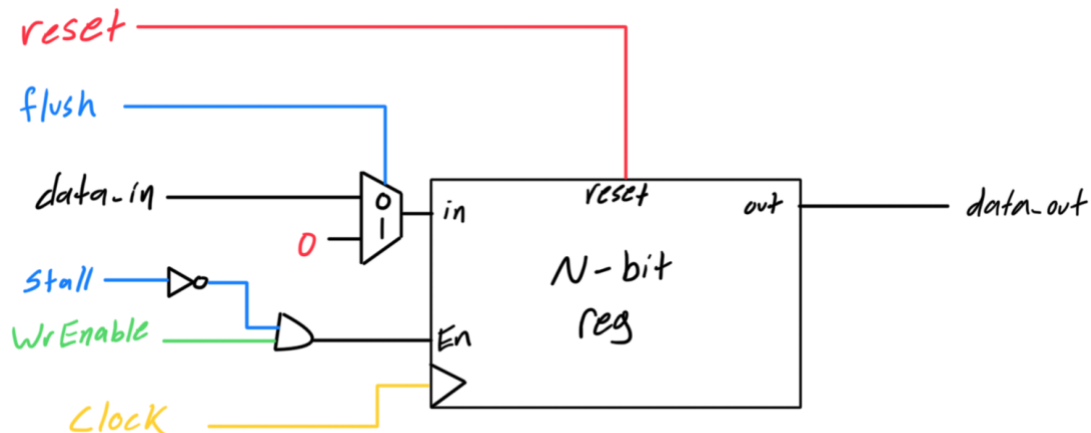 reset
flush
data_in
0
1
0
in
reset
out
data_out
N-bit
reg
Stall
WrEnable
En
Clock